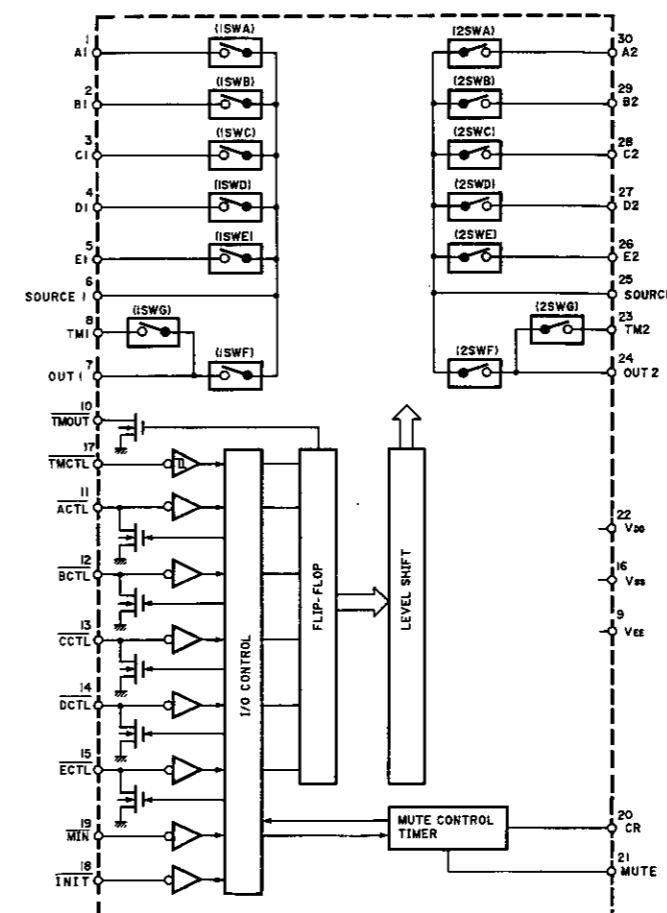 1
A1
(1SWA)
2
B1
(1SWB)
3
C1
(1SWC)
4
D1
(1SWD)
5
E1
(1SWE)
6
SOURCE 1
8
TM1
(1SWG)
7
OUT 1
(1SWF)
(2SWA)
30
A2
(2SWB)
29
B2
(2SWC)
28
C2
(2SWD)
27
D2
(2SWE)
26
E2
25
SOURCE
(2SWG)
23
TM2
(2SWF)
24
OUT 2
10
TMOUT
17
TMCTL
11
ACTL
12
BCTL
13
CCTL
14
DCTL
15
ECTL
19
MIN
18
INIT
I/O CONTROL
FLIP-FLOP
LEVEL SHIFT
22
VDD
16
VSS
9
VEE
MUTE CONTROL
TIMER
20
CR
21
MUTE